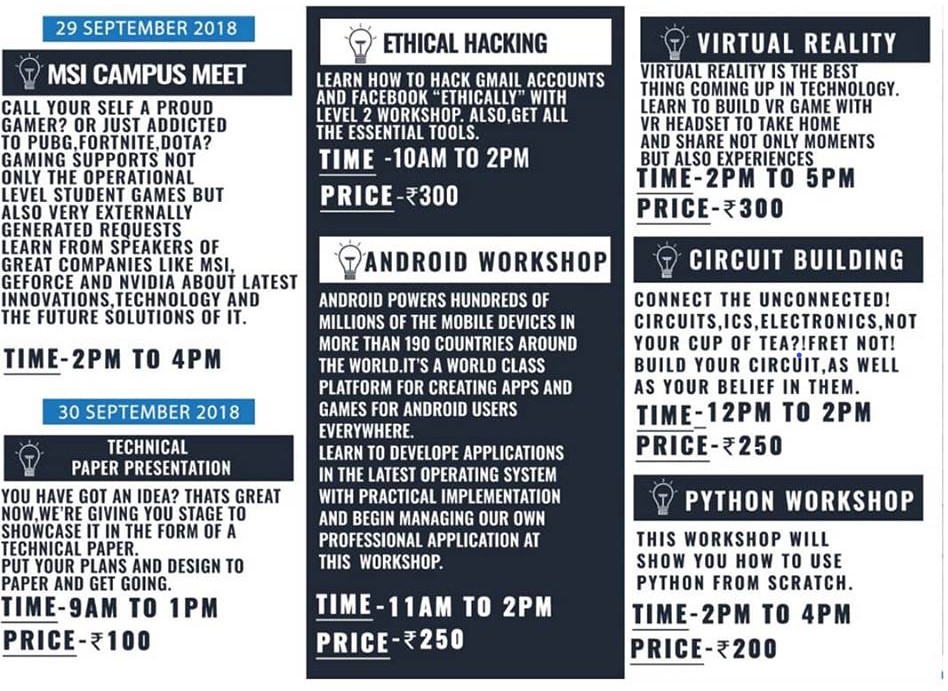 29 SEPTEMBER 2018
MSI CAMPUS MEET
CALL YOUR SELF A PROUD
GAMER? OR JUST ADDICTED
TO PUBG,FORTNITE,DOTA?
GAMING SUPPORTS NOT
ONLY THE OPERATIONAL
LEVEL STUDENT GAMES BUT
ALSO VERY EXTERNALLY
GENERATED REQUESTS
LEARN FROM SPEAKERS OF
GREAT COMPANIES LIKE MSI,
GEFORCE AND NVIDIA ABOUT LATEST
INNOVATIONS,TECHNOLOGY AND
THE FUTURE SOLUTIONS OF IT.
TIME-2PM TO 4PM
30 SEPTEMBER 2018
TECHNICAL
PAPER PRESENTATION
YOU HAVE GOT AN IDEA? THATS GREAT
NOW,WE'RE GIVING YOU STAGE TO
SHOWCASE IT IN THE FORM OF A
TECHNICAL PAPER.
PUT YOUR PLANS AND DESIGN TO
PAPER AND GET GOING.
TIME-9AM TO 1PM
PRICE-₹100
ETHICAL HACKING
LEARN HOW TO HACK GMAIL ACCOUNTS
AND FACEBOOK “ETHICALLY” WITH
LEVEL 2 WORKSHOP. ALSO,GET ALL
THE ESSENTIAL TOOLS.
TIME -10AM TO 2PM
PRICE-₹300
ANDROID WORKSHOP
ANDROID POWERS HUNDREDS OF
MILLIONS OF THE MOBILE DEVICES IN
MORE THAN 190 COUNTRIES AROUND
THE WORLD.IT'S A WORLD CLASS
PLATFORM FOR CREATING APPS AND
GAMES FOR ANDROID USERS
EVERYWHERE.
LEARN TO DEVELOPE APPLICATIONS
IN THE LATEST OPERATING SYSTEM
WITH PRACTICAL IMPLEMENTATION
AND BEGIN MANAGING OUR OWN
PROFESSIONAL APPLICATION AT
THIS WORKSHOP.
TIME-11AM TO 2PM
PRICE-₹250
VIRTUAL REALITY
VIRTUAL REALITY IS THE BEST
THING COMING UP IN TECHNOLOGY.
LEARN TO BUILD VR GAME WITH
VR HEADSET TO TAKE HOME
AND SHARE NOT ONLY MOMENTS
BUT ALSO EXPERIENCES
TIME-2PM TO 5PM
PRICE-₹300
CIRCUIT BUILDING
CONNECT THE UNCONNECTED!
CIRCUITS,ICS,ELECTRONICS,NOT
YOUR CUP OF TEA?!FRET NOT!
BUILD YOUR CIRCUIT,AS WELL
AS YOUR BELIEF IN THEM.
TIME-12PM TO 2PM
PRICE-₹250
PYTHON WORKSHOP
THIS WORKSHOP WILL
SHOW YOU HOW TO USE
PYTHON FROM SCRATCH.
TIME-2PM TO 4PM
PRICE-₹200